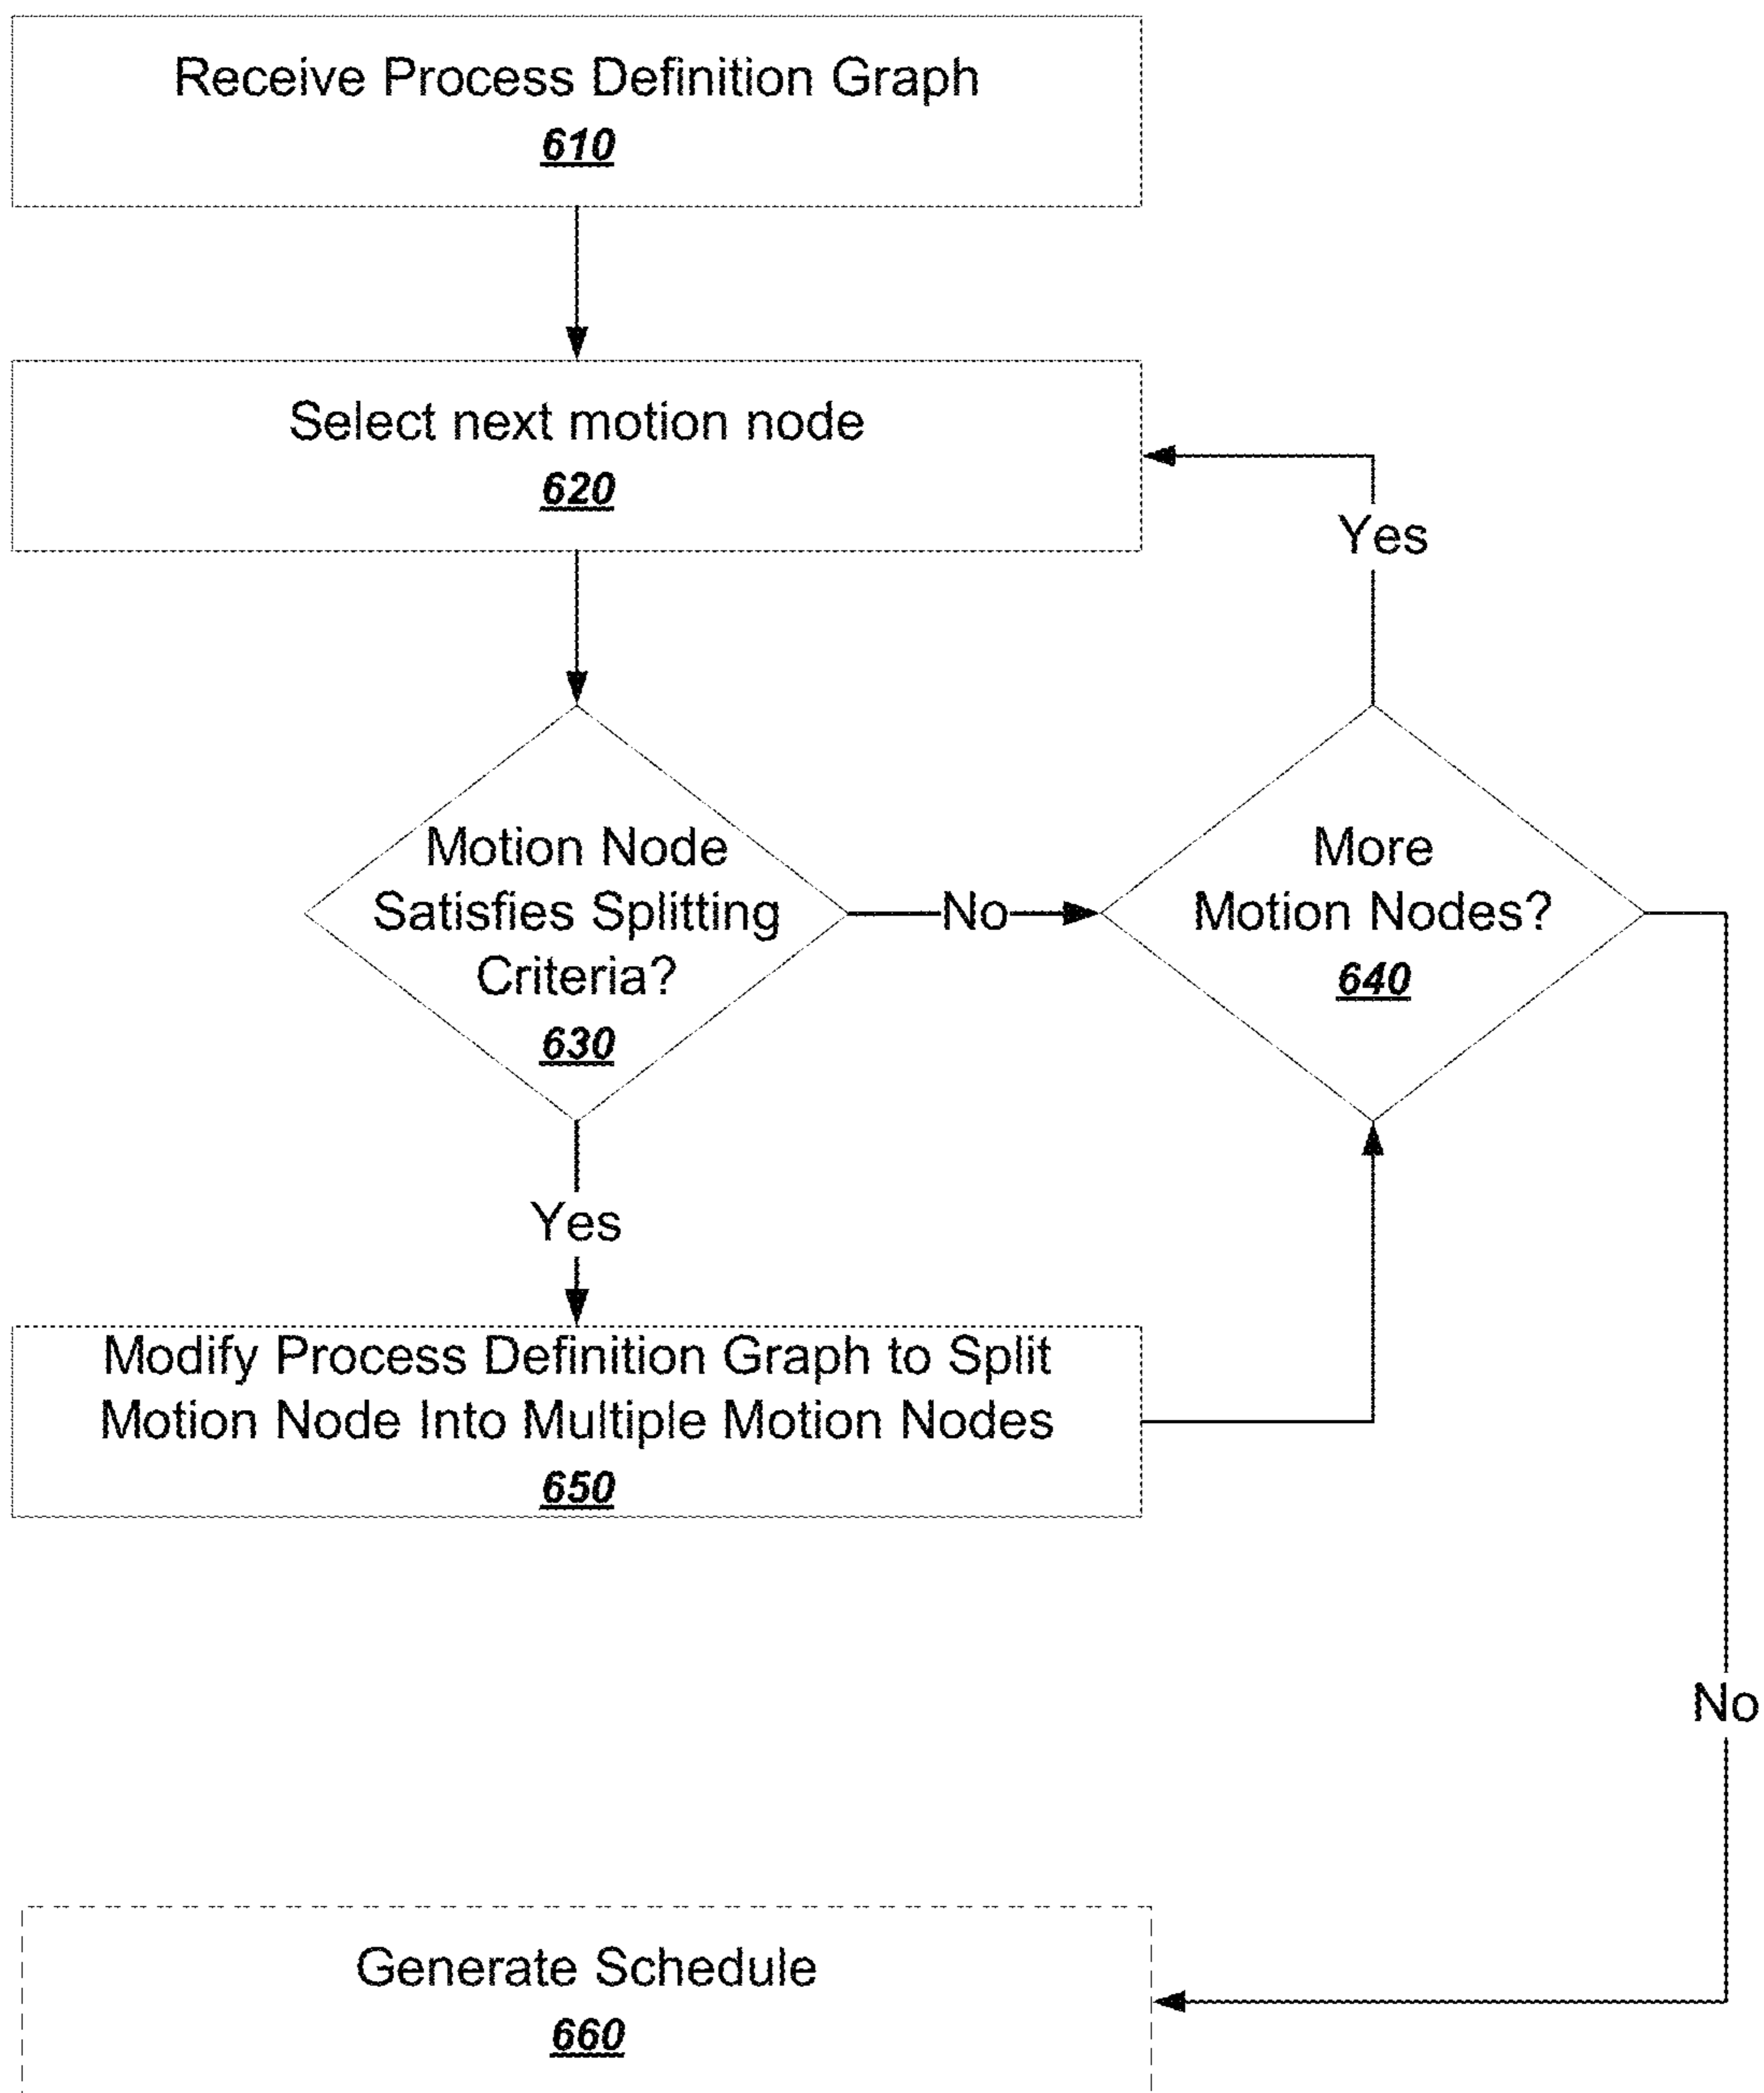 Receive Process Definition Graph
610
Select next motion node
620
Yes
Motion Node
Satisfies Splitting
Criteria?
630
No
More
Motion Nodes?
640
Yes
Modify Process Definition Graph to Split
Motion Node Into Multiple Motion Nodes
650
No
Generate Schedule
660